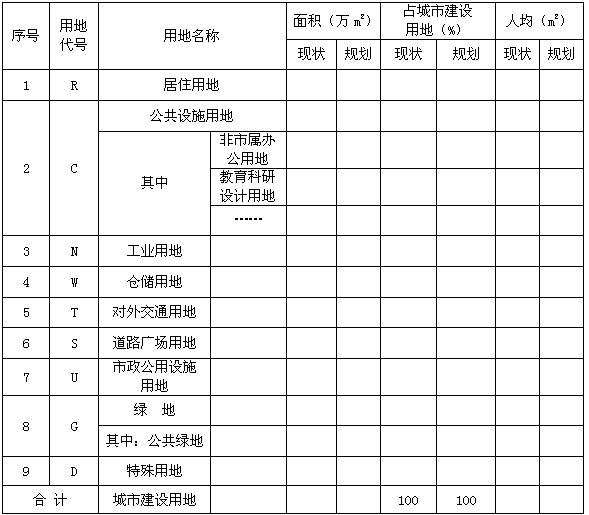 序号 用地代号 用地名称 面积（万㎡） 占城市建设用地（%） 人均（㎡）
现状 规划 现状 规划 现状 规划
1 R 居住用地
2 C 公共设施用地
其中 非市属办公用地
教育科研设计用地
……
3 N 工业用地
4 W 仓储用地
5 T 对外交通用地
6 S 道路广场用地
7 U 市政公用设施用地
8 G 绿 地
其中：公共绿地
9 D 特殊用地
合 计 城市建设用地 100 100